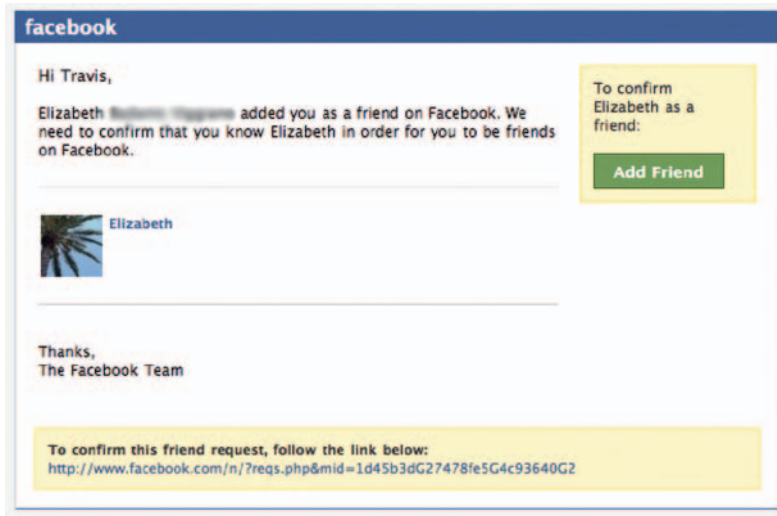 facebook
Hi Travis,
Elizabeth added you as a friend on Facebook. We
need to confirm that you know Elizabeth in order for you to be friends
on Facebook.
To confirm
Elizabeth as a
friend:
Add Friend
Elizabeth
Thanks,
The Facebook Team
To confirm this friend request, follow the link below:
http://www.facebook.com/n/?reqs.php&mid=1d45b3dG27478fe5G4c93640G2